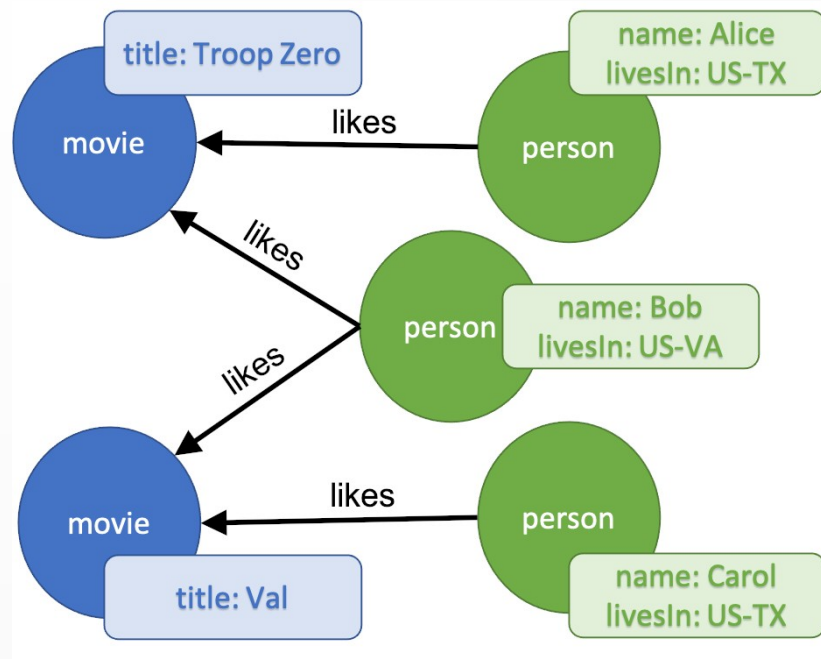 title: Troop Zero
name: Alice
livesIn: US-TX
movie
likes
person
likes
person
name: Bob
livesIn: US-VA
likes
movie
likes
person
title: Val
name: Carol
livesIn: US-TX